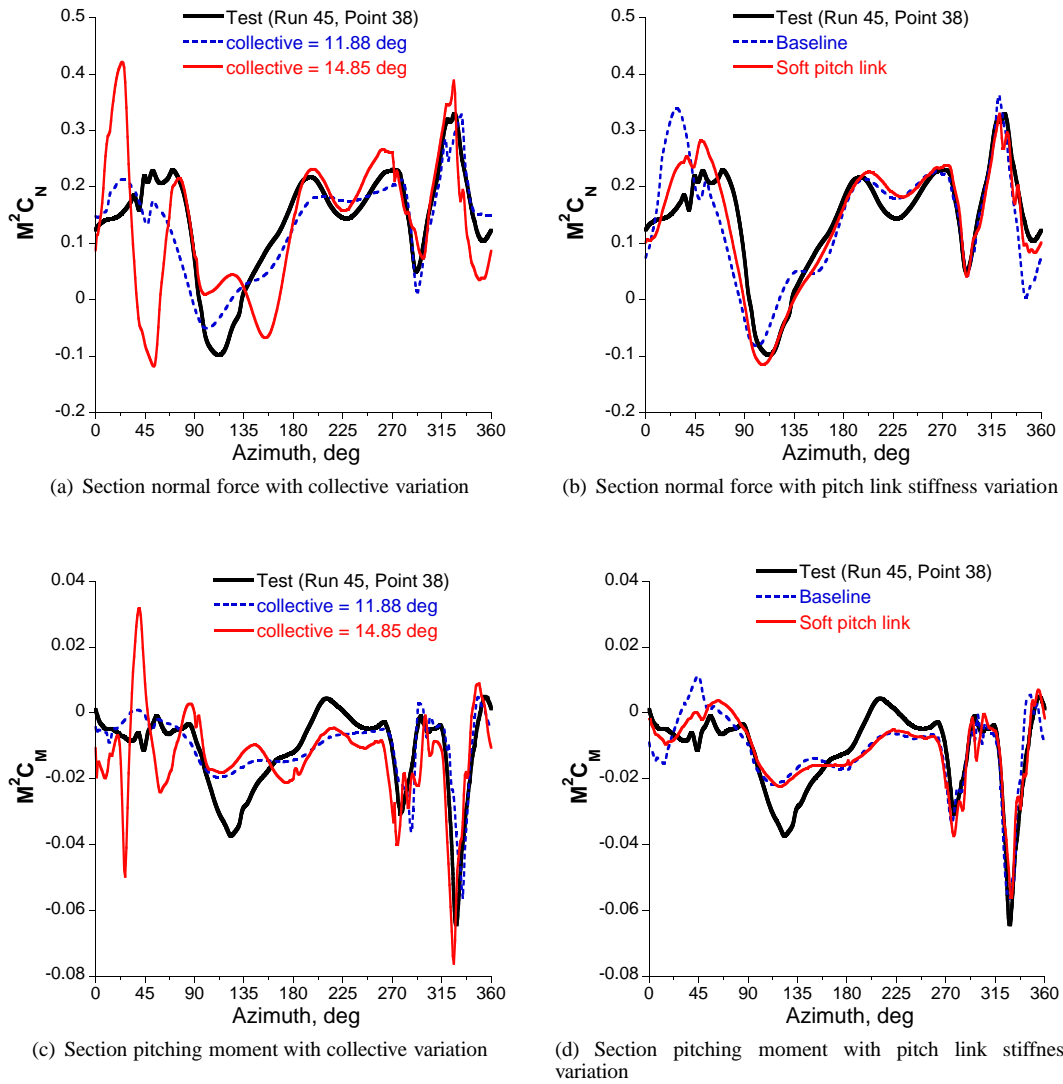 Test (Run 45, Point 38)
collective = 11.88 deg
collective = 14.85 deg
0.5
0.4
0.3
0.2
0.1
0
-0.1
-0.2
M²C_N
0 45 90 135 180 225 270 315 360
Azimuth, deg
(a) Section normal force with collective variation
Test (Run 45, Point 38)
Baseline
Soft pitch link
0.5
0.4
0.3
0.2
0.1
0
-0.1
-0.2
M²C_N
0 45 90 135 180 225 270 315 360
Azimuth, deg
(b) Section normal force with pitch link stiffness variation
Test (Run 45, Point 38)
collective = 11.88 deg
collective = 14.85 deg
0.04
0.02
0
-0.02
-0.04
-0.06
-0.08
M²C_M
0 45 90 135 180 225 270 315 360
Azimuth, deg
(c) Section pitching moment with collective variation
Test (Run 45, Point 38)
Baseline
Soft pitch link
0.04
0.02
0
-0.02
-0.04
-0.06
-0.08
M²C_M
0 45 90 135 180 225 270 315 360
Azimuth, deg
(d) Section pitching moment with pitch link stiffnes
variation